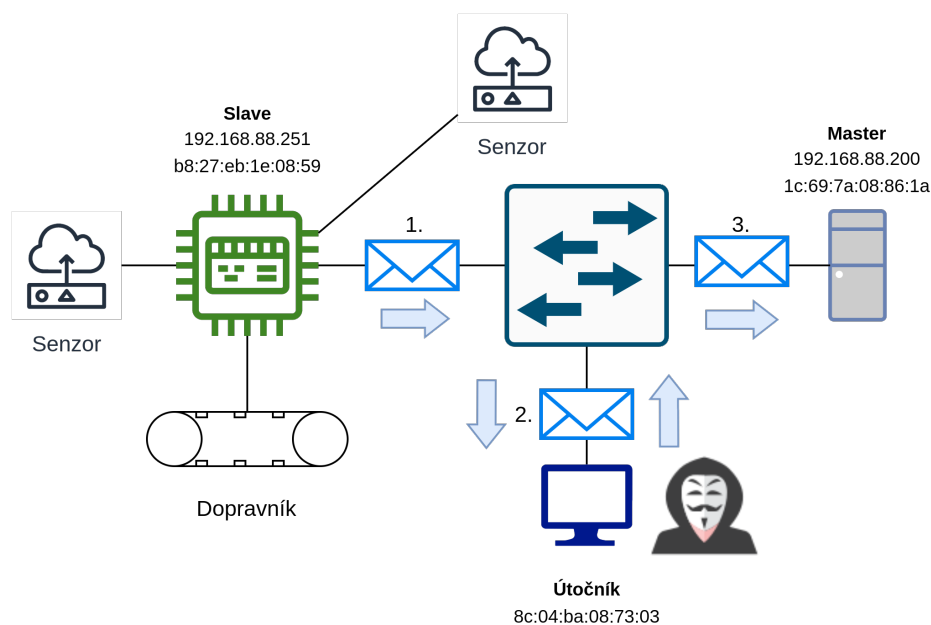 Senzor
Slave
192.168.88.251
b8:27:eb:1e:08:59
Master
192.168.88.200
1c:69:7a:08:86:1a
Senzor
1.
3.
2.
Dopravník
Útočník
8c:04:ba:08:73:03